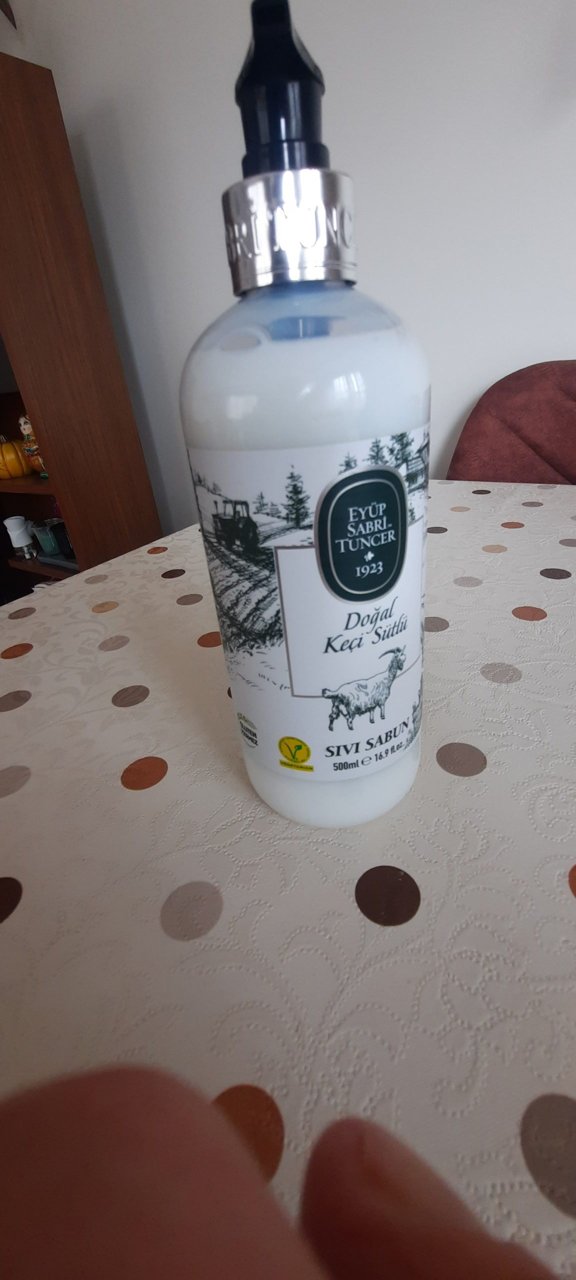 EYÜP
SABRİ
TUNCER
1923
Doğal
Keçi Sütlü
SIVI SABUN
500ml ℮ 16.9 fl. oz.